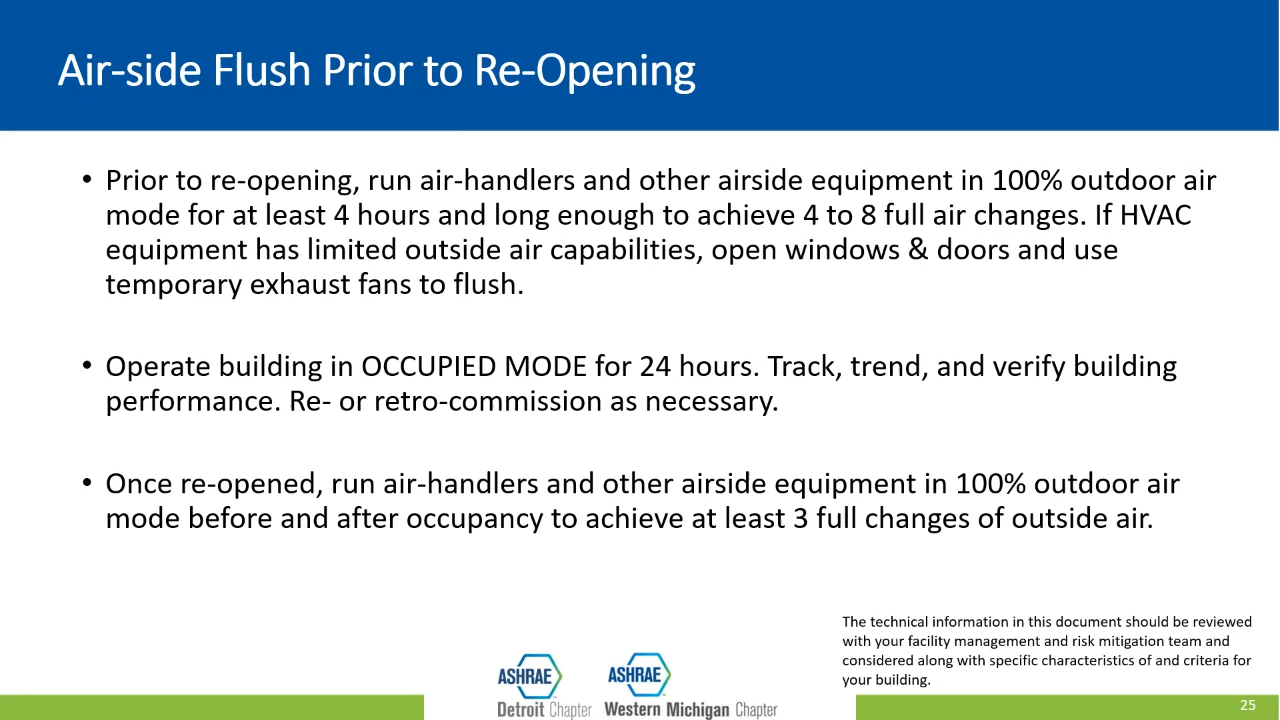 Air-side Flush Prior to Re-Opening
• Prior to re-opening, run air-handlers and other airside equipment in 100% outdoor air
mode for at least 4 hours and long enough to achieve 4 to 8 full air changes. If HVAC
equipment has limited outside air capabilities, open windows & doors and use
temporary exhaust fans to flush.
• Operate building in OCCUPIED MODE for 24 hours. Track, trend, and verify building
performance. Re- or retro-commission as necessary.
• Once re-opened, run air-handlers and other airside equipment in 100% outdoor air
mode before and after occupancy to achieve at least 3 full changes of outside air.
The technical information in this document should be reviewed
with your facility management and risk mitigation team and
considered along with specific characteristics of and criteria for
your building.
ASHRAE
Detroit Chapter
ASHRAE
Western Michigan Chapter
25